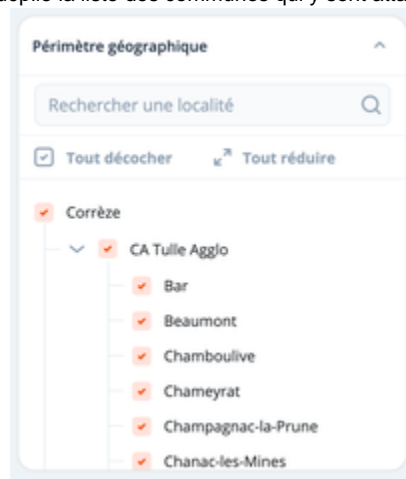 Périmètre géographique
Rechercher une localité
Tout décocher Tout réduire
Corrèze
CA Tulle Agglo
Bar
Beaumont
Chamboulive
Chameyrat
Champagnac-la-Prune
Chanac-les-Mines